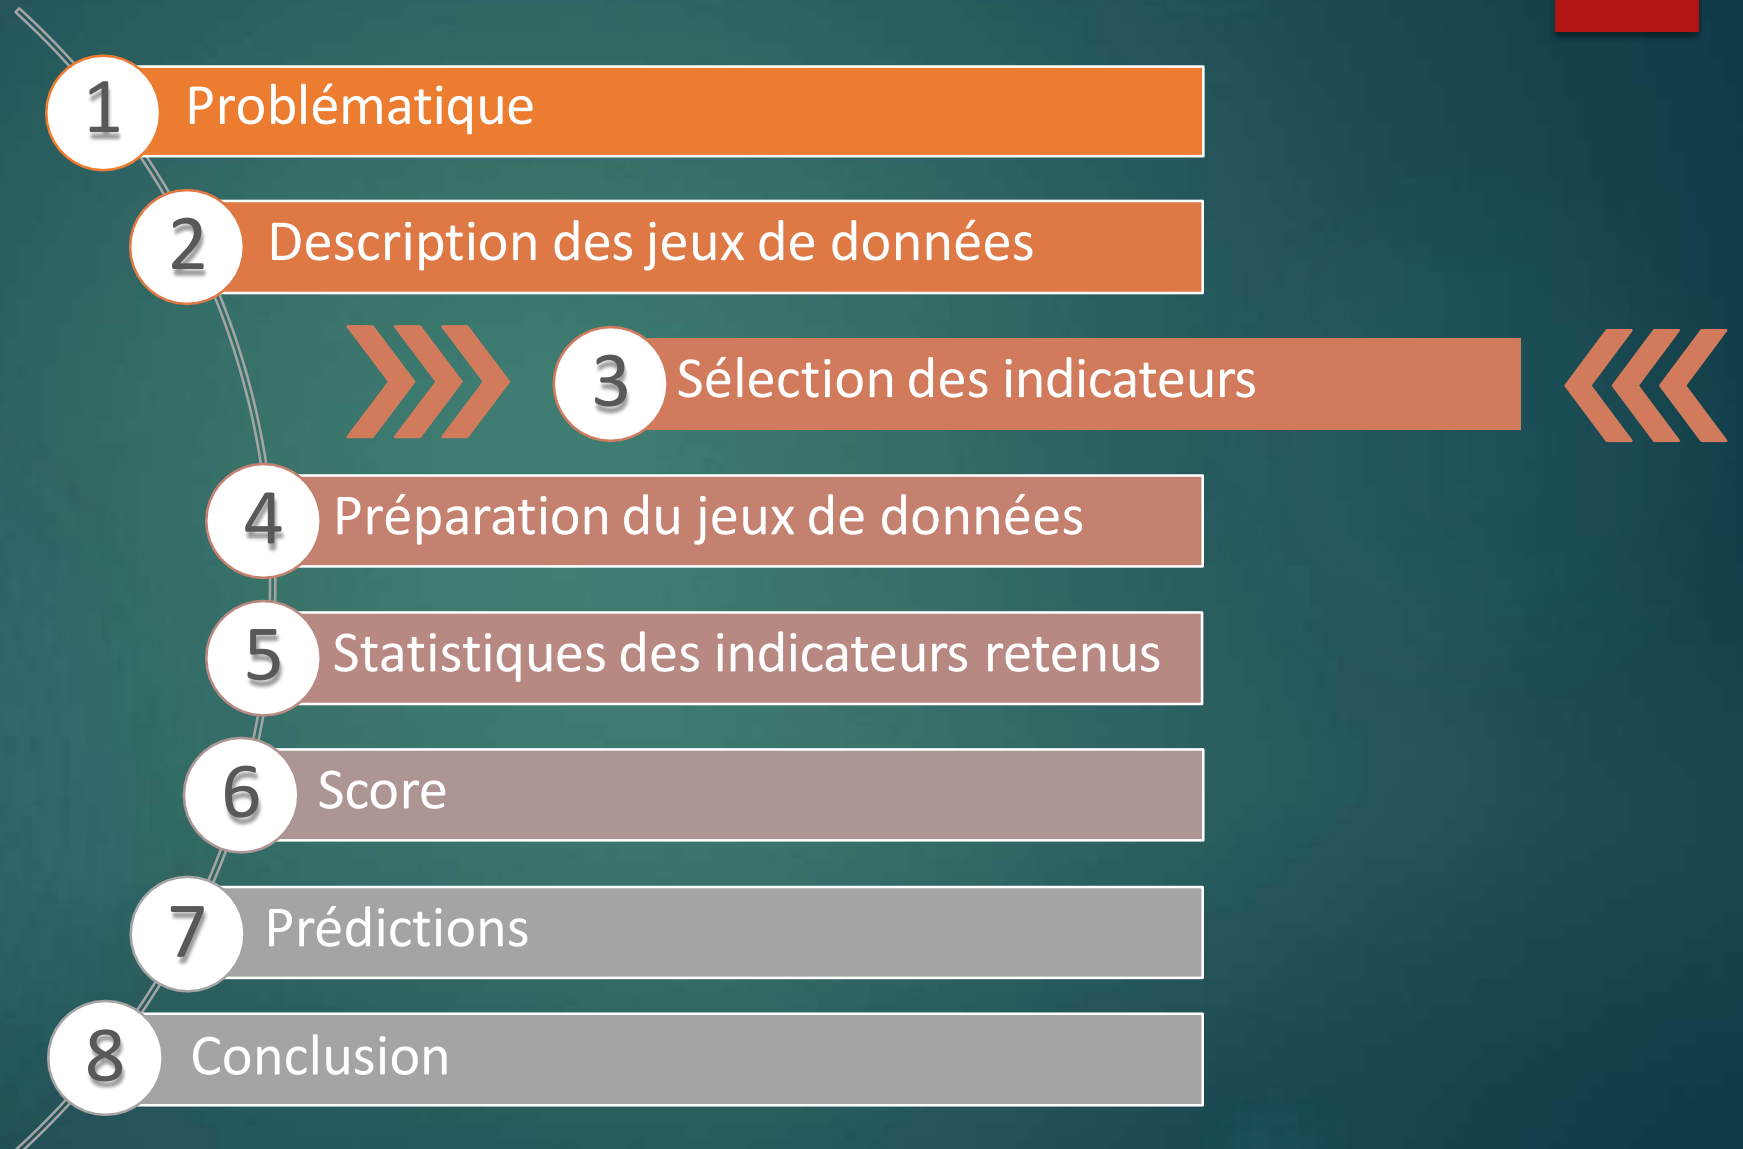 1 Problématique
2 Description des jeux de données
3 Sélection des indicateurs
4 Préparation du jeux de données
5 Statistiques des indicateurs retenus
6 Score
7 Prédictions
8 Conclusion